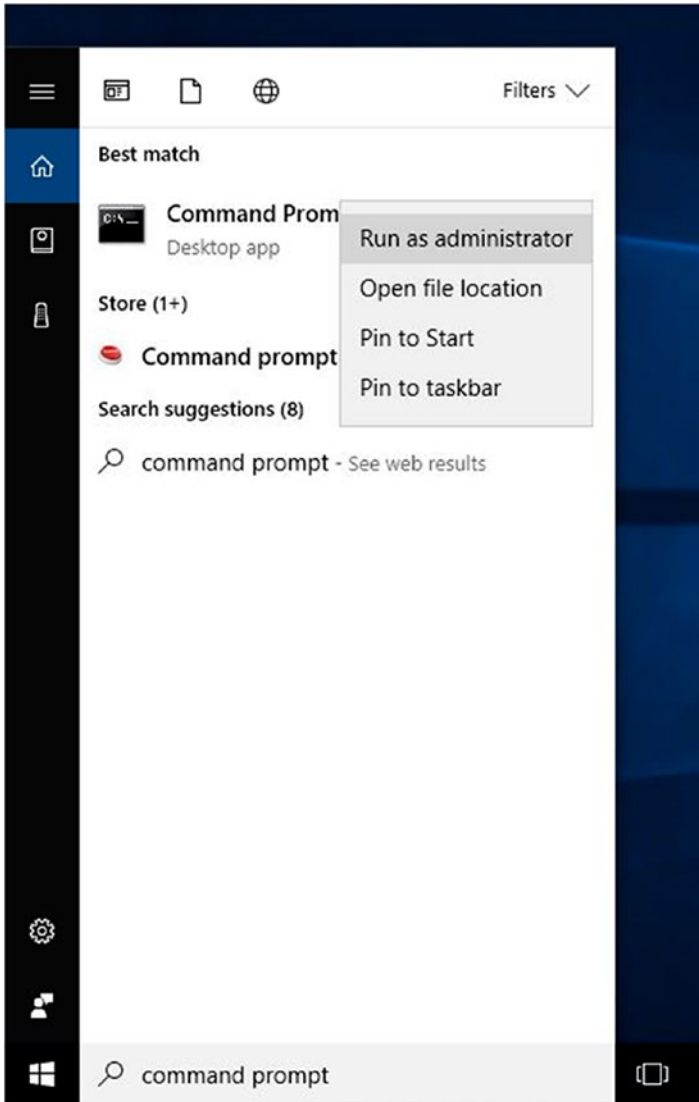 Filters
Best match
Command Prom
Desktop app
Run as administrator
Open file location
Pin to Start
Pin to taskbar
Store (1+)
Command prompt
Search suggestions (8)
command prompt - See web results
command prompt